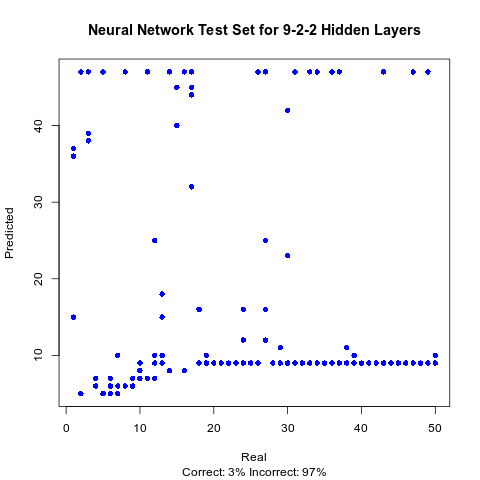 Neural Network Test Set for 9-2-2 Hidden Layers
Predicted
40
30
20
10
0 10 20 30 40 50
Real
Correct: 3% Incorrect: 97%